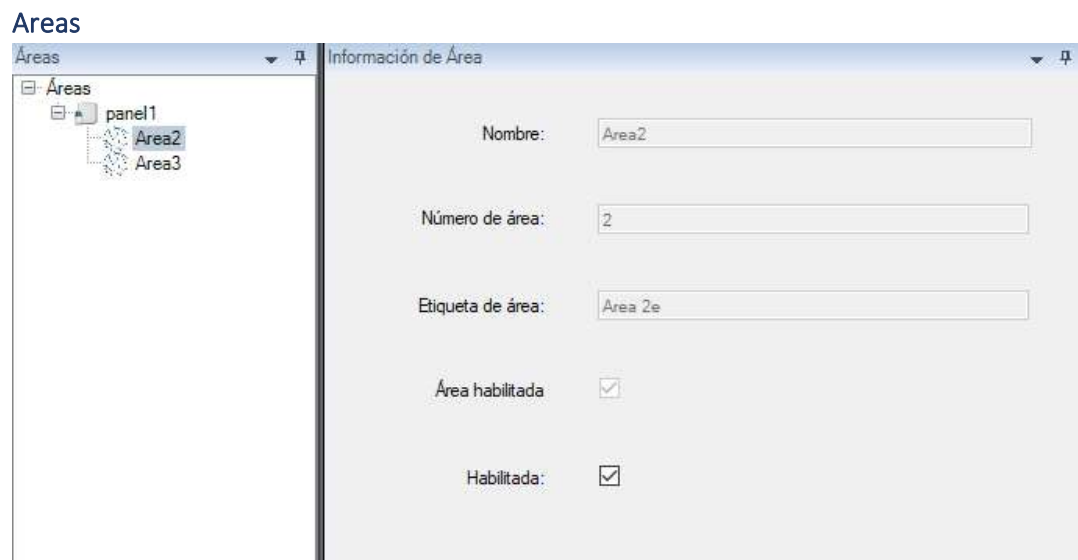 Areas
Áreas
Información de Área
Áreas
panel1
Area2
Area3
Nombre: Area2
Número de área: 2
Etiqueta de área: Area 2e
Área habilitada
Habilitada: